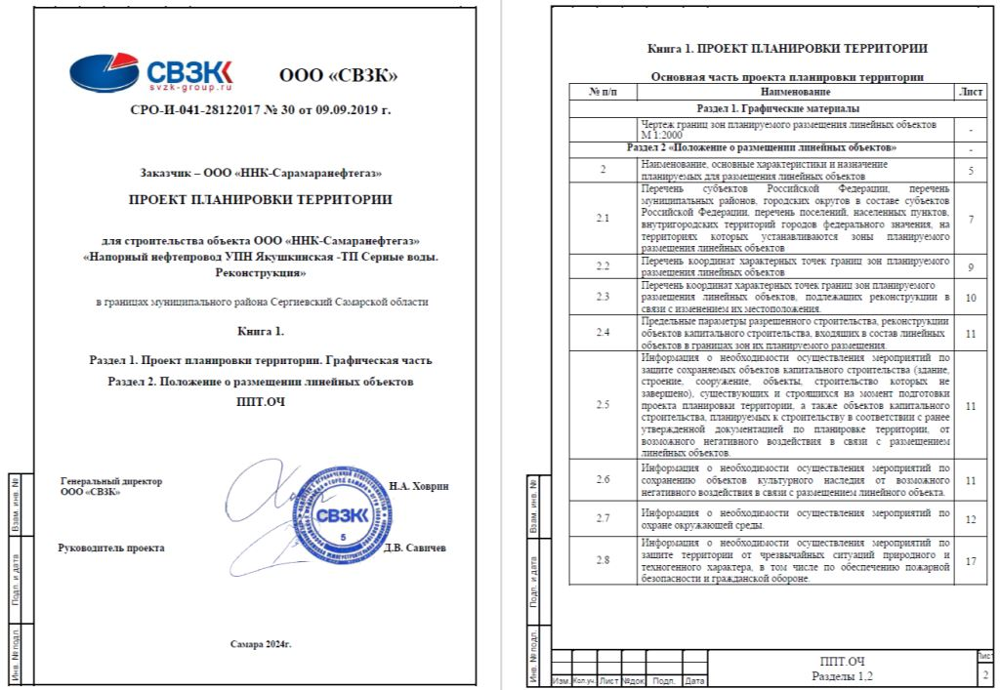 СВЗК
svzk-group.ru
ООО «СВЗК»
СРО-И-041-28122017 № 30 от 09.09.2019 г.
Заказчик – ООО «ННК-Сарамаранефтегаз»
ПРОЕКТ ПЛАНИРОВКИ ТЕРРИТОРИИ
для строительства объекта ООО «ННК-Самаранефтегаз»
«Напорный нефтепровод УПН Якушкинская -ТП Серные воды.
Реконструкция»
в границах муниципального района Сергиевский Самарской области
Книга 1.
Раздел 1. Проект планировки территории. Графическая часть
Раздел 2. Положение о размещении линейных объектов
ППТ.ОЧ
Генеральный директор
ООО «СВЗК»
Н.А. Ховрин
СВЗК
5
Руководитель проекта
Д.В. Савичев
Самара 2024г.
Взам. инв. №
Подп. и дата
Инв. № подл.
Книга 1. ПРОЕКТ ПЛАНИРОВКИ ТЕРРИТОРИИ
Основная часть проекта планировки территории
№ п/п Наименование Лист
Раздел 1. Графические материалы
Чертеж границ зон планируемого размещения линейных объектов
М 1:2000 -
Раздел 2 «Положение о размещении линейных объектов» -
2 Наименование, основные характеристики и назначение
планируемых для размещения линейных объектов 5
2.1 Перечень субъектов Российской Федерации, перечень
муниципальных районов, городских округов в составе субъектов
Российской Федерации, перечень поселений, населенных пунктов,
внутригородских территорий городов федерального значения, на
территориях которых устанавливаются зоны планируемого
размещения линейных объектов 7
2.2 Перечень координат характерных точек границ зон планируемого
размещения линейных объектов 9
2.3 Перечень координат характерных точек границ зон планируемого
размещения линейных объектов, подлежащих реконструкции в
связи с изменением их местоположения. 10
2.4 Предельные параметры разрешенного строительства, реконструкции
объектов капитального строительства, входящих в состав линейных
объектов в границах зон их планируемого размещения. 11
2.5 Информация о необходимости осуществления мероприятий по
защите сохраняемых объектов капитального строительства (здание,
строение, сооружение, объекты, строительство которых не
завершено), существующих и строящихся на момент подготовки
проекта планировки территории, а также объектов капитального
строительства, планируемых к строительству в соответствии с ранее
утвержденной документацией по планировке территории, от
возможного негативного воздействия в связи с размещением
линейных объектов. 11
2.6 Информация о необходимости осуществления мероприятий по
сохранению объектов культурного наследия от возможного
негативного воздействия в связи с размещением линейного объекта. 11
2.7 Информация о необходимости осуществления мероприятий по
охране окружающей среды. 12
2.8 Информация о необходимости осуществления мероприятий по
защите территории от чрезвычайных ситуаций природного и
техногенного характера, в том числе по обеспечению пожарной
безопасности и гражданской обороне. 17
Взам. инв. №
Подп. и дата
Инв. № подл.
Изм. Кол.уч. Лист №док Подп. Дата
ППТ.ОЧ
Разделы 1,2
Лист
2